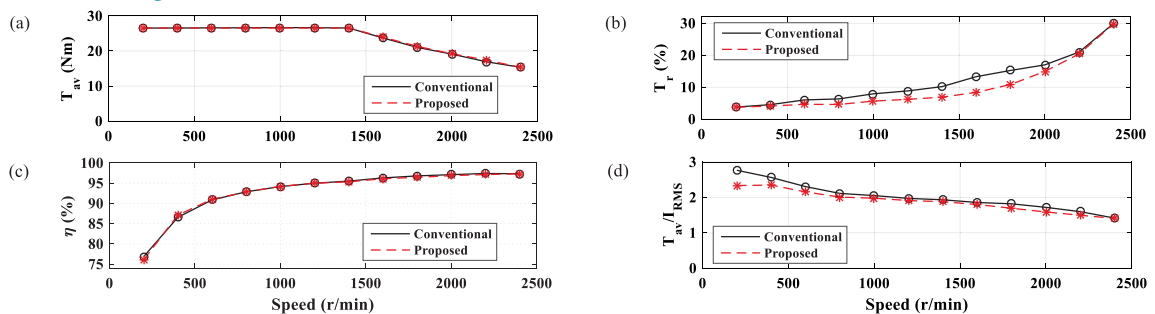 (a)
T_av (Nm)
30
20
10
0
0 500 1000 1500 2000 2500
Conventional
Proposed
(b)
T_r (%)
30
20
10
0
0 500 1000 1500 2000 2500
Conventional
Proposed
(c)
η (%)
100
95
90
85
80
75
0 500 1000 1500 2000 2500
Speed (r/min)
Conventional
Proposed
(d)
T_av/I_RMS
3
2
1
0
0 500 1000 1500 2000 2500
Speed (r/min)
Conventional
Proposed